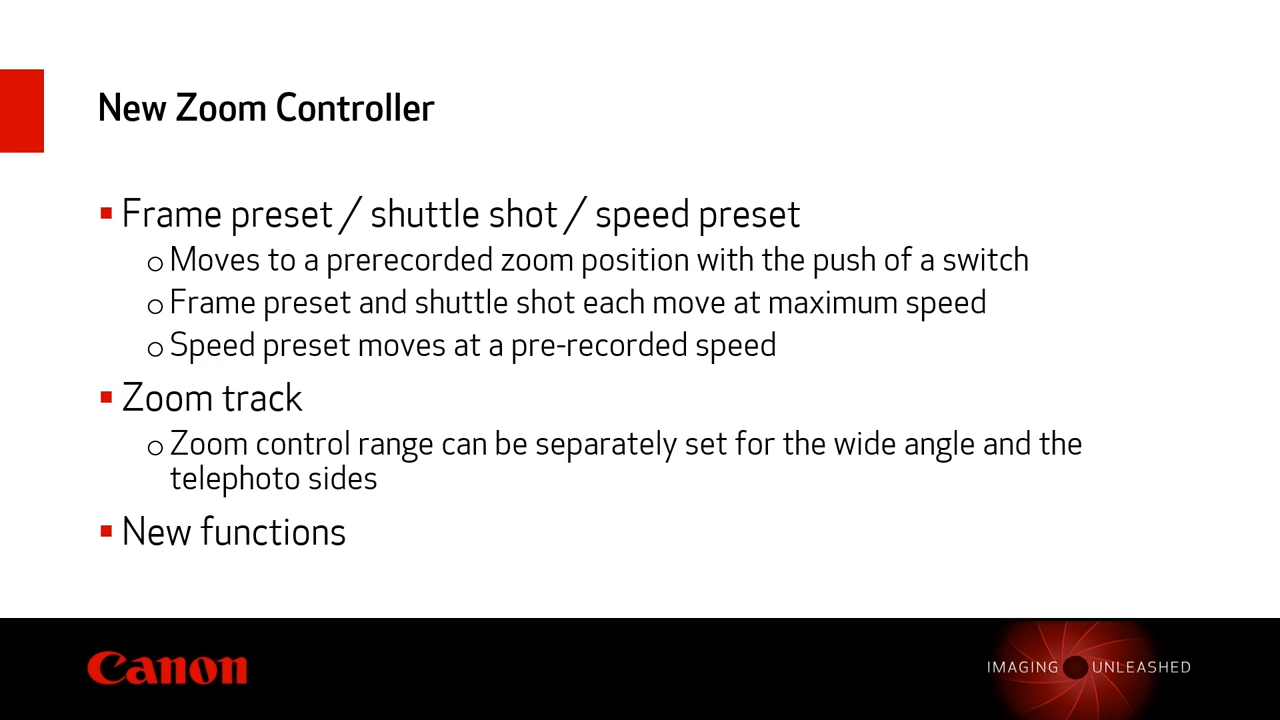 New Zoom Controller
Frame preset / shuttle shot / speed preset
Moves to a prerecorded zoom position with the push of a switch
Frame preset and shuttle shot each move at maximum speed
Speed preset moves at a pre-recorded speed
Zoom track
Zoom control range can be separately set for the wide angle and the
telephoto sides
New functions
Canon
IMAGING UNLEASHED